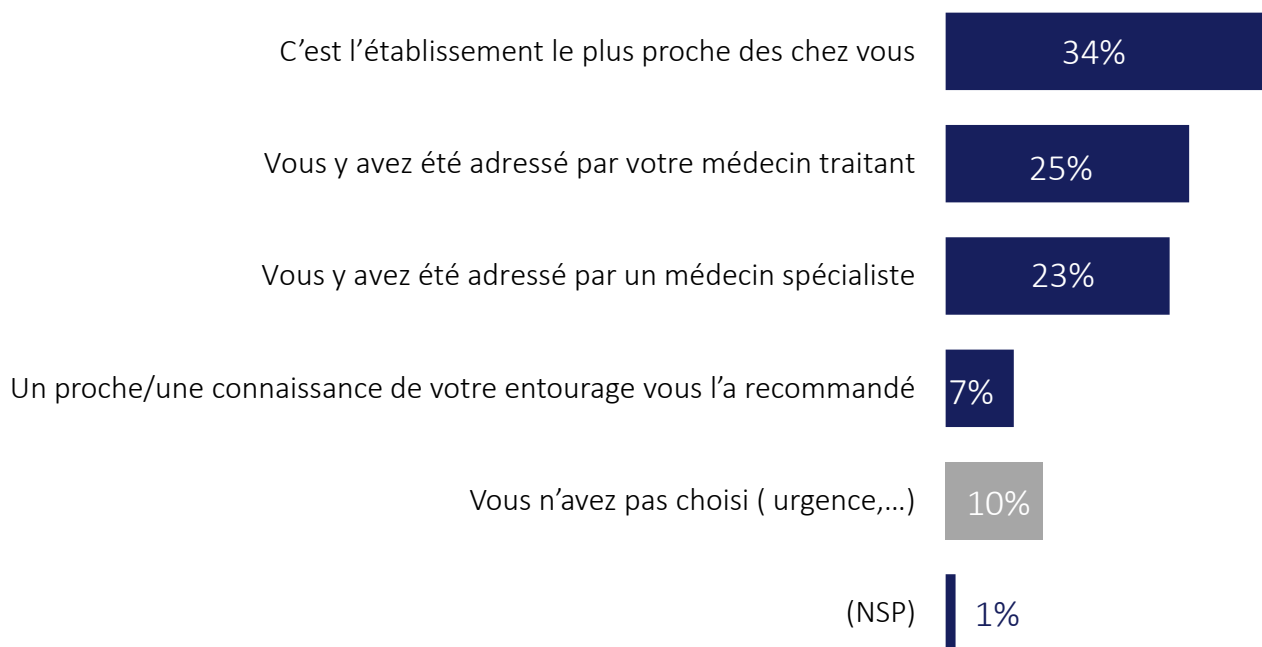 C’est l’établissement le plus proche des chez vous 34%
Vous y avez été adressé par votre médecin traitant 25%
Vous y avez été adressé par un médecin spécialiste 23%
Un proche/une connaissance de votre entourage vous l’a recommandé 7%
Vous n’avez pas choisi ( urgence,…) 10%
(NSP) 1%